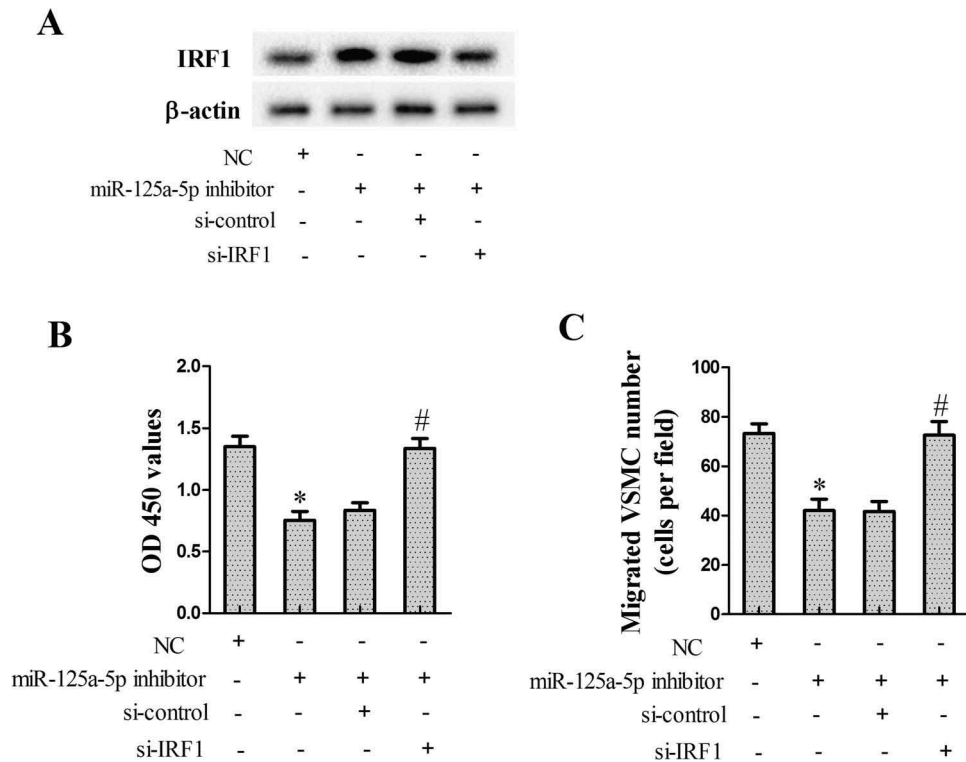 A
IRF1
β-actin
NC + - - -
miR-125a-5p inhibitor - + + +
si-control - - + -
si-IRF1 - - - +
B
OD 450 values
2.0
1.5
1.0
0.5
0.0
*
#
NC + - - -
miR-125a-5p inhibitor - + + +
si-control - - + -
si-IRF1 - - - +
C
Migrated VSMC number
(cells per field)
100
80
60
40
20
0
*
#
NC + - - -
miR-125a-5p inhibitor - + + +
si-control - - + -
si-IRF1 - - - +